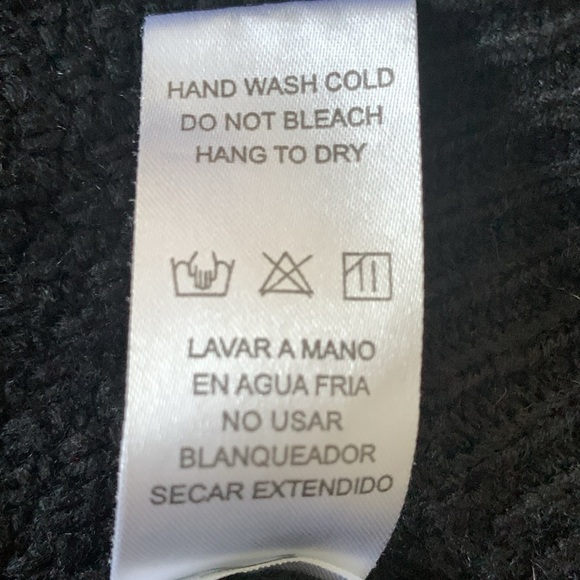 HAND WASH COLD
DO NOT BLEACH
HANG TO DRY
LAVAR A MANO
EN AGUA FRIA
NO USAR
BLANQUEADOR
SECAR EXTENDIDO